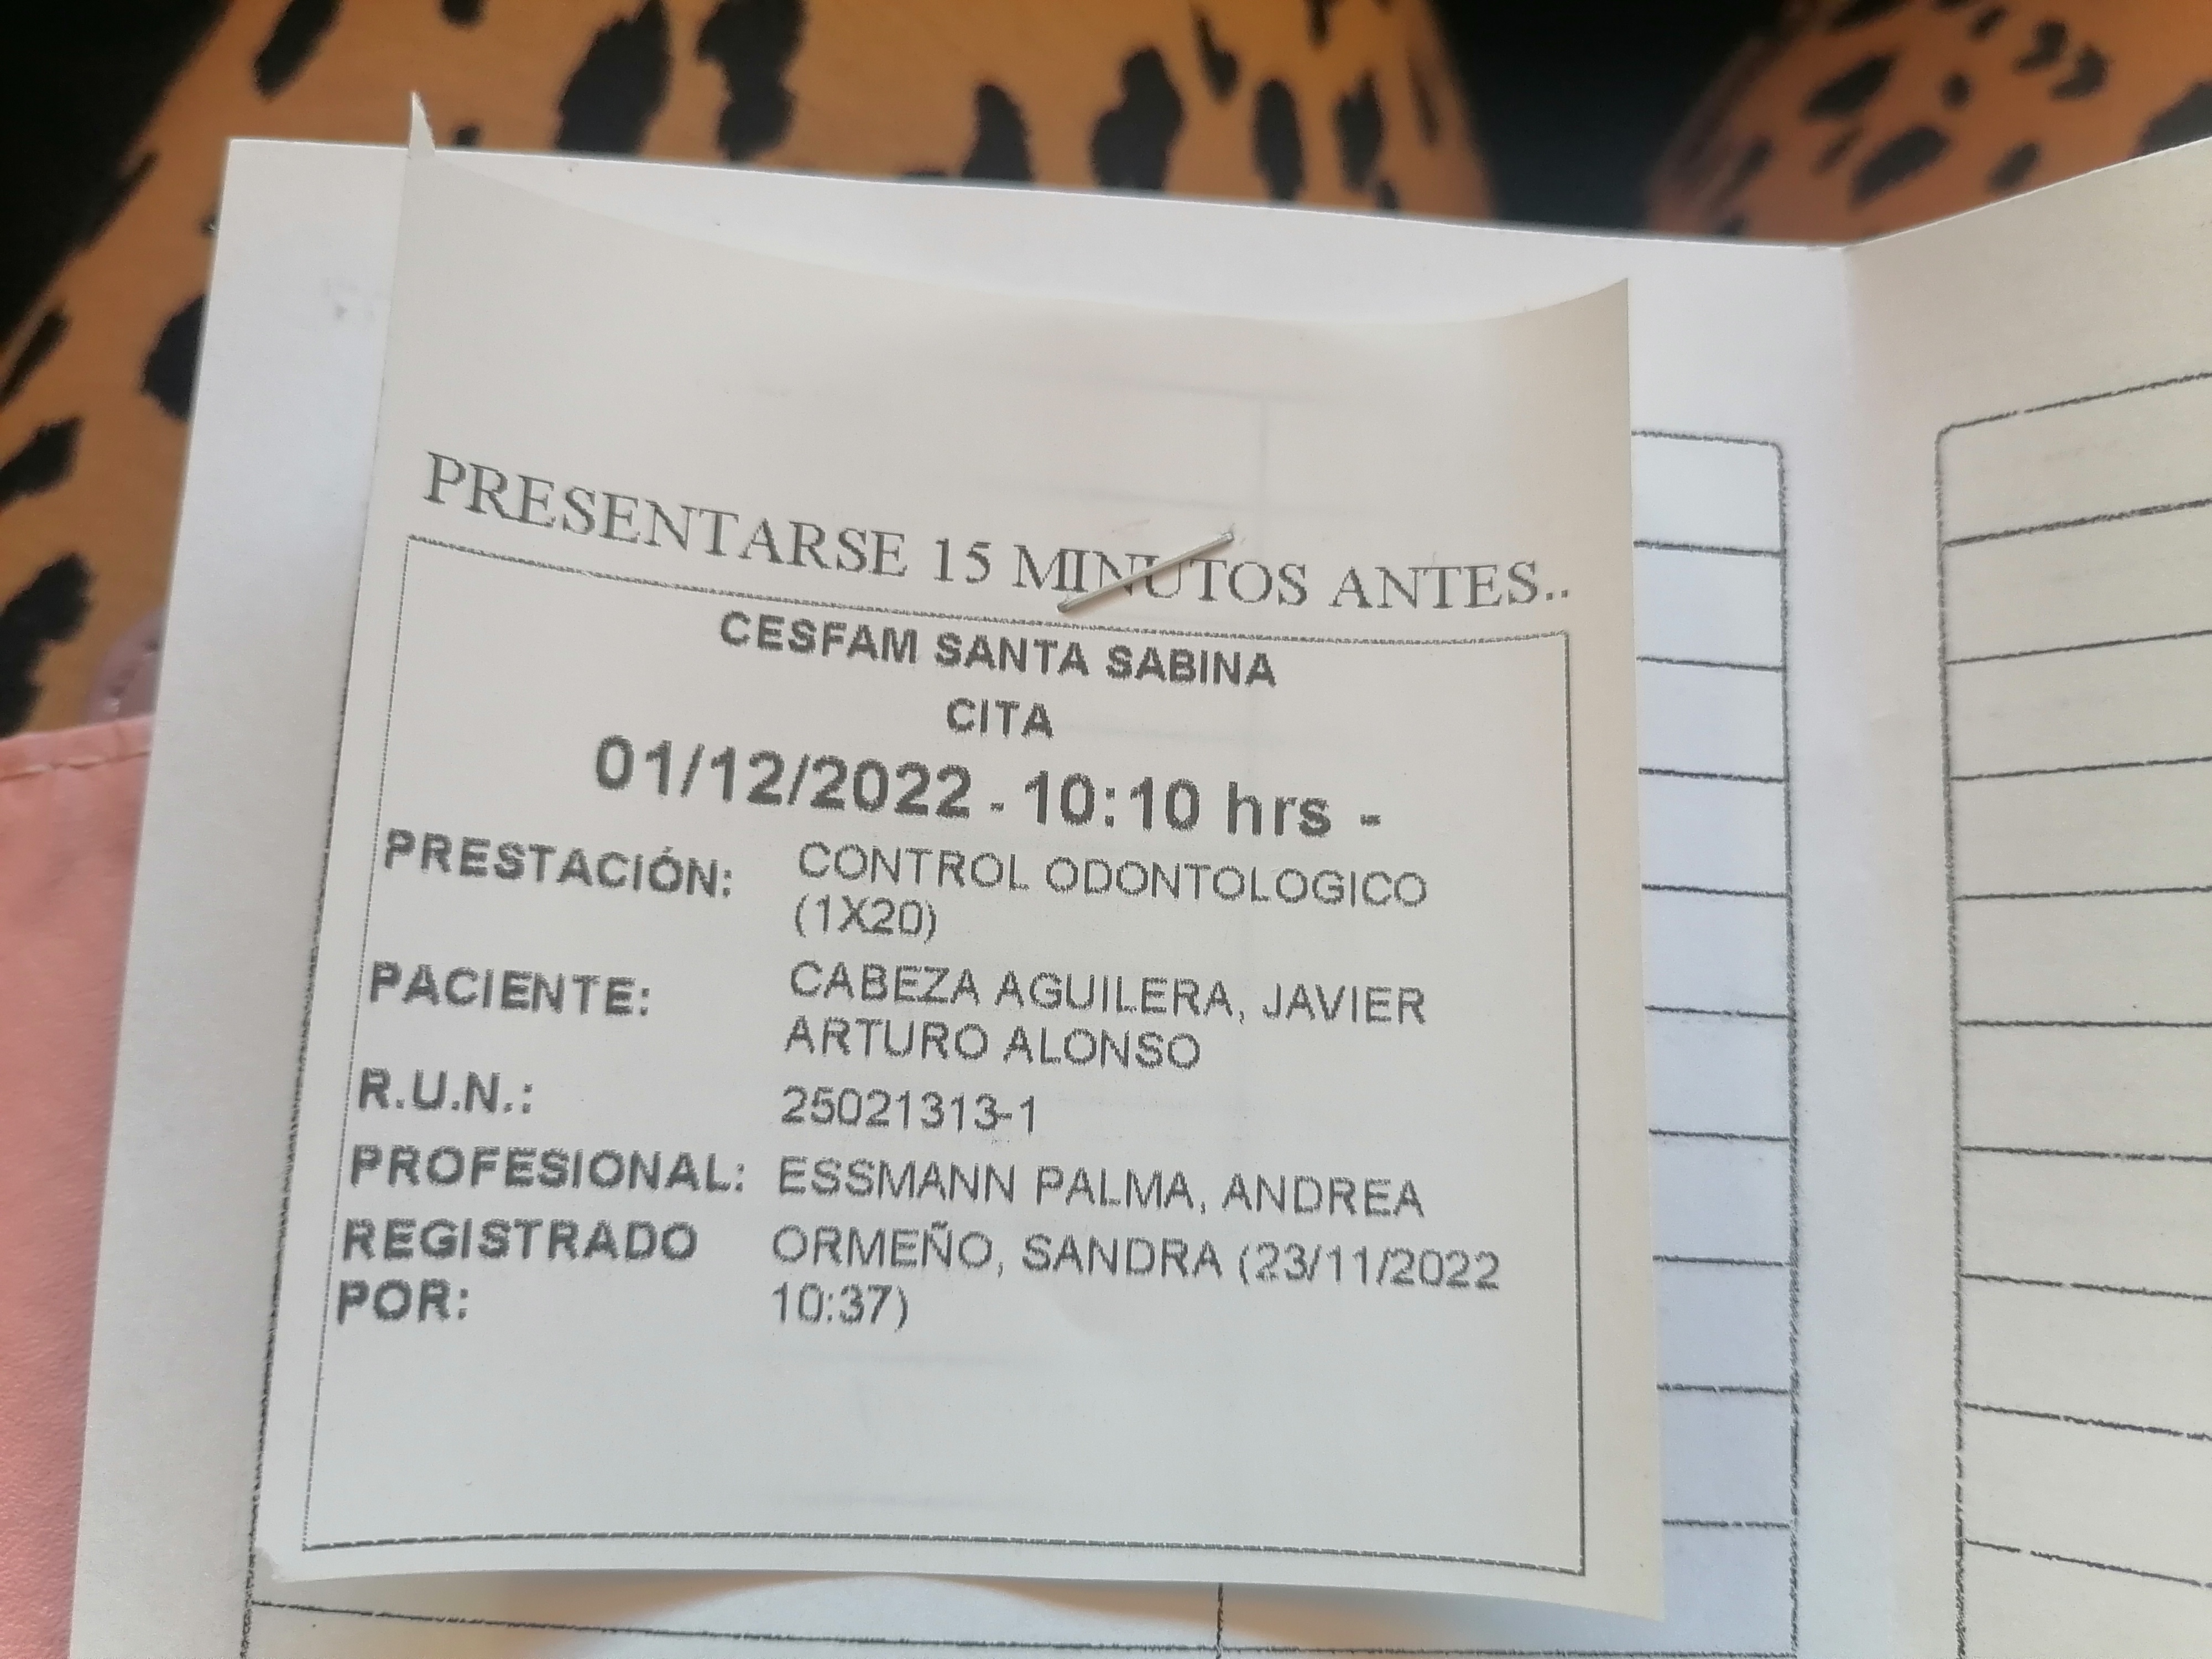 PRESENTARSE 15 MINUTOS ANTES..
CESFAM SANTA SABINA
CITA
01/12/2022 - 10:10 hrs -
PRESTACIÓN: CONTROL ODONTOLOGICO
(1X20)
PACIENTE: CABEZA AGUILERA, JAVIER
ARTURO ALONSO
R.U.N.: 25021313-1
PROFESIONAL: ESSMANN PALMA, ANDREA
REGISTRADO ORMEÑO, SANDRA (23/11/2022
POR: 10:37)